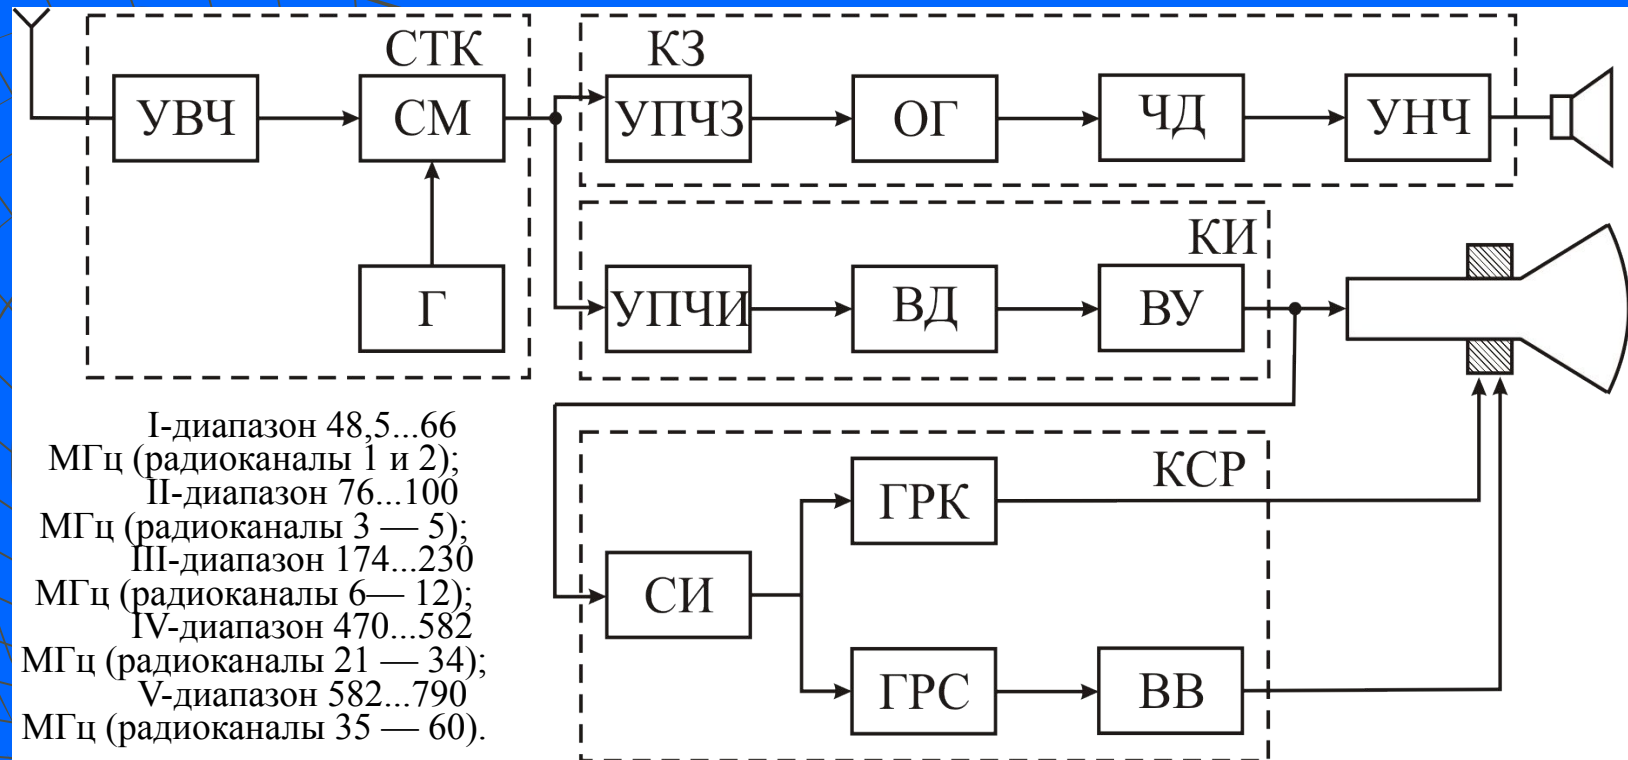 СТК
КЗ
УВЧ
СМ
УПЧЗ
ОГ
ЧД
УНЧ
КИ
Г
УПЧИ
ВД
ВУ
I-диапазон 48,5...66
МГц (радиоканалы 1 и 2);
II-диапазон 76...100
МГц (радиоканалы 3 — 5);
III-диапазон 174...230
МГц (радиоканалы 6— 12);
IV-диапазон 470...582
МГц (радиоканалы 21 — 34);
V-диапазон 582...790
МГц (радиоканалы 35 — 60).
КСР
ГРК
СИ
ГРС
ВВ